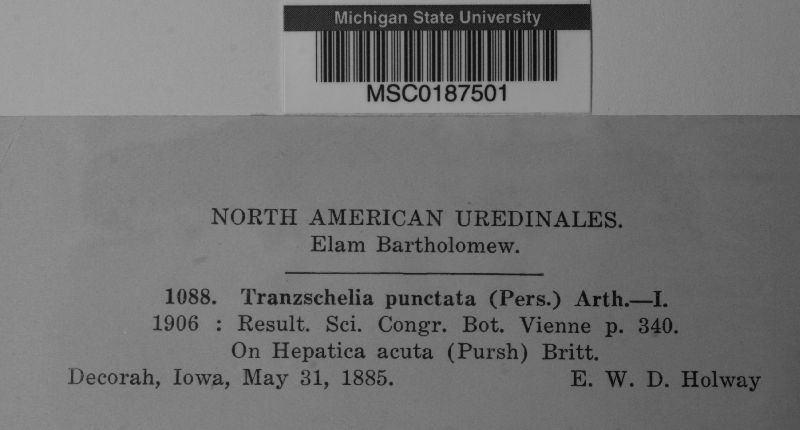 Michigan State University
MSC0187501
NORTH AMERICAN UREDINALES.
Elam Bartholomew.
1088. Tranzschelia punctata (Pers.) Arth.—I.
1906 : Result. Sci. Congr. Bot. Vienne p. 340.
On Hepatica acuta (Pursh) Britt.
Decorah, Iowa, May 31, 1885. E. W. D. Holway